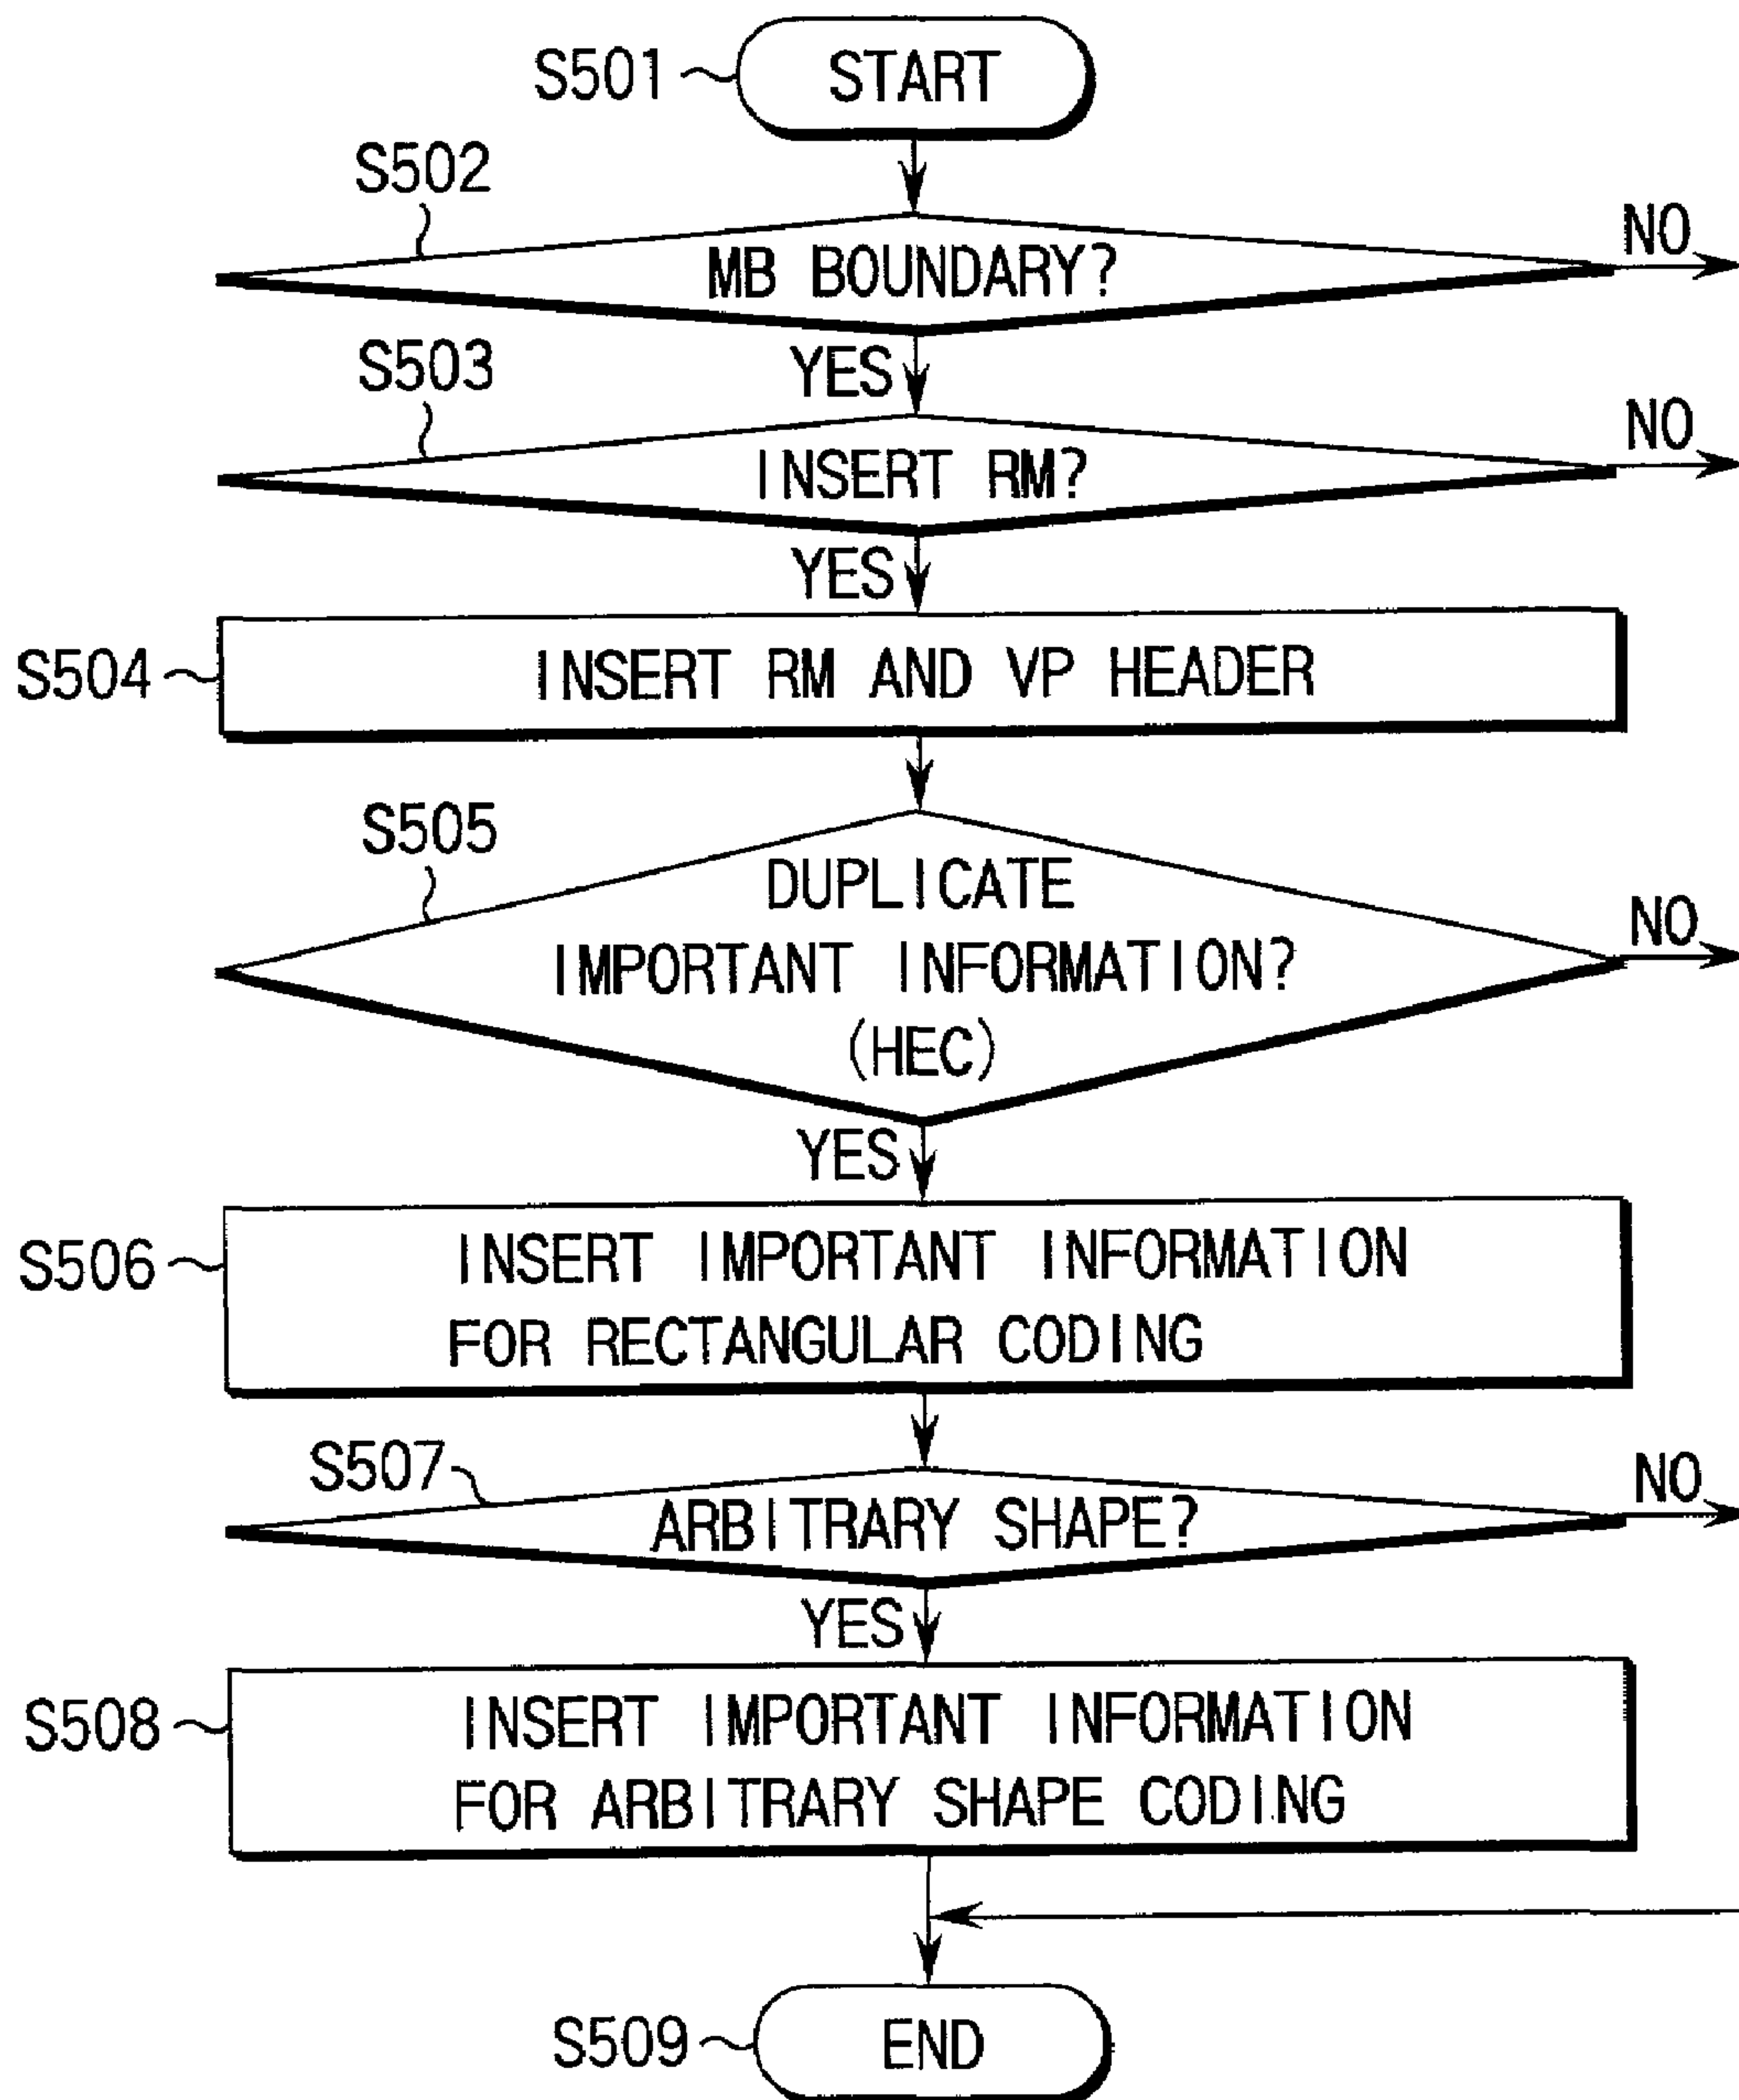 S501
START
S502
MB BOUNDARY?
NO
YES
S503
INSERT RM?
NO
YES
S504
INSERT RM AND VP HEADER
S505
DUPLICATE
IMPORTANT INFORMATION?
(HEC)
NO
YES
S506
INSERT IMPORTANT INFORMATION
FOR RECTANGULAR CODING
S507
ARBITRARY SHAPE?
NO
YES
S508
INSERT IMPORTANT INFORMATION
FOR ARBITRARY SHAPE CODING
S509
END